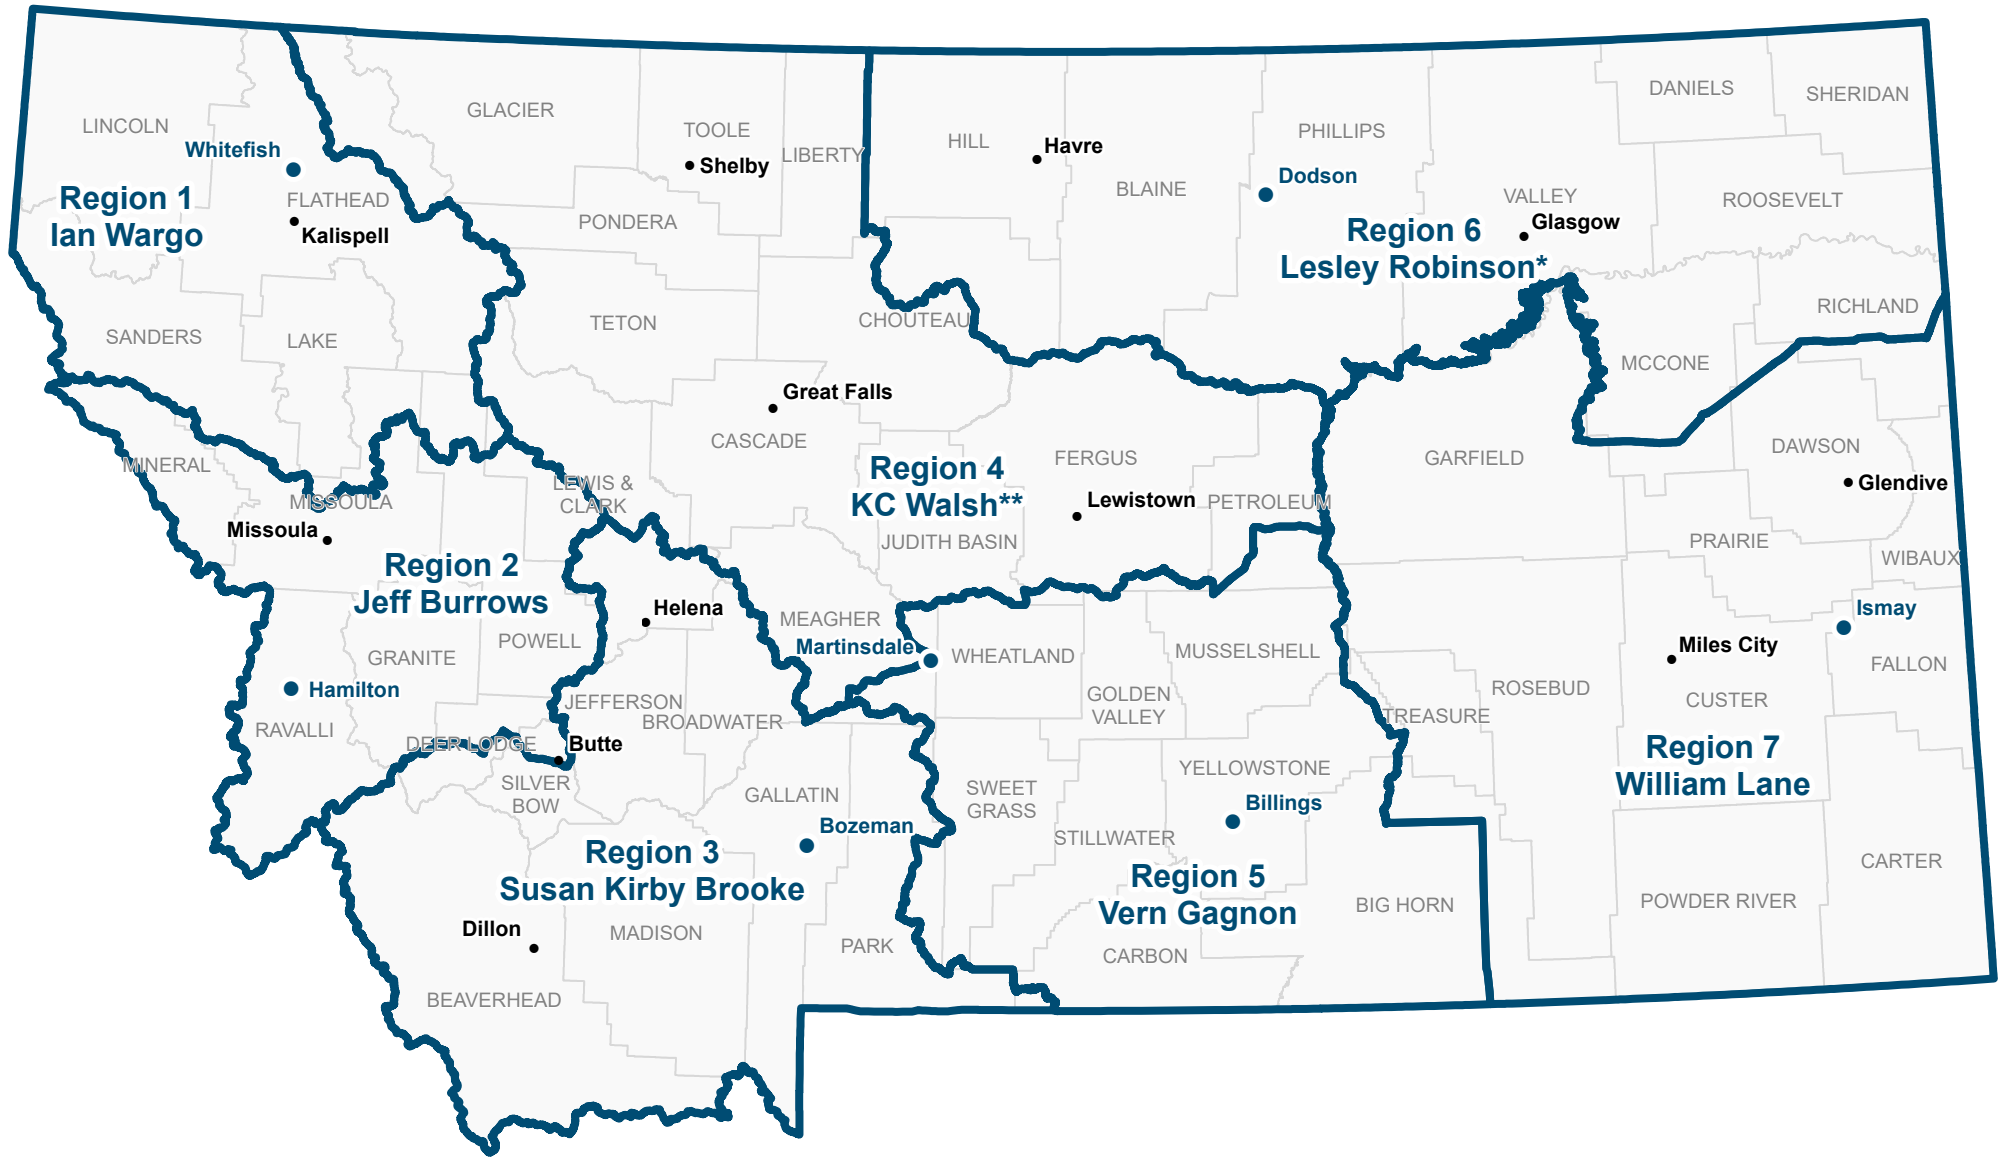 LINCOLN
Whitefish
Region 1
Ian Wargo
FLATHEAD
Kalispell
SANDERS
LAKE
GLACIER
TOOLE
Shelby
LIBERTY
PONDERA
TETON
CHOUTEAU
Great Falls
CASCADE
LEWIS &
CLARK
Region 4
KC Walsh**
FERGUS
Lewistown
PETROLEUM
JUDITH BASIN
MEAGHER
Martinsdale
HILL
Havre
BLAINE
PHILLIPS
Dodson
Region 6
Lesley Robinson*
VALLEY
Glasgow
DANIELS
SHERIDAN
ROOSEVELT
RICHLAND
MCCONE
MINERAL
MISSOULA
Missoula
Region 2
Jeff Burrows
POWELL
GRANITE
Hamilton
RAVALLI
DEER LODGE
Helena
JEFFERSON
BROADWATER
Butte
SILVER
BOW
GALLATIN
Bozeman
Region 3
Susan Kirby Brooke
Dillon
MADISON
PARK
BEAVERHEAD
WHEATLAND
GOLDEN
VALLEY
MUSSELSHELL
SWEET
GRASS
YELLOWSTONE
Billings
STILLWATER
Region 5
Vern Gagnon
CARBON
BIG HORN
GARFIELD
DAWSON
Glendive
PRAIRIE
WIBAUX
Ismay
Miles City
FALLON
ROSEBUD
CUSTER
TREASURE
Region 7
William Lane
CARTER
POWDER RIVER